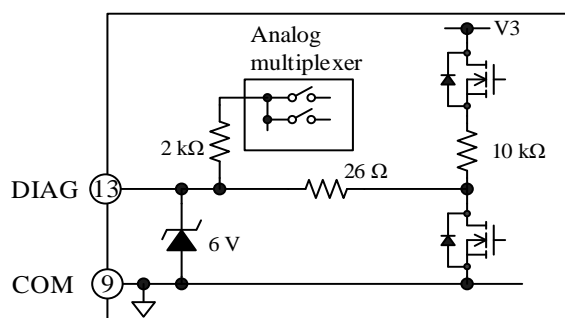 V3
Analog
multiplexer
2 kΩ
10 kΩ
26 Ω
DIAG 13
6 V
COM 9